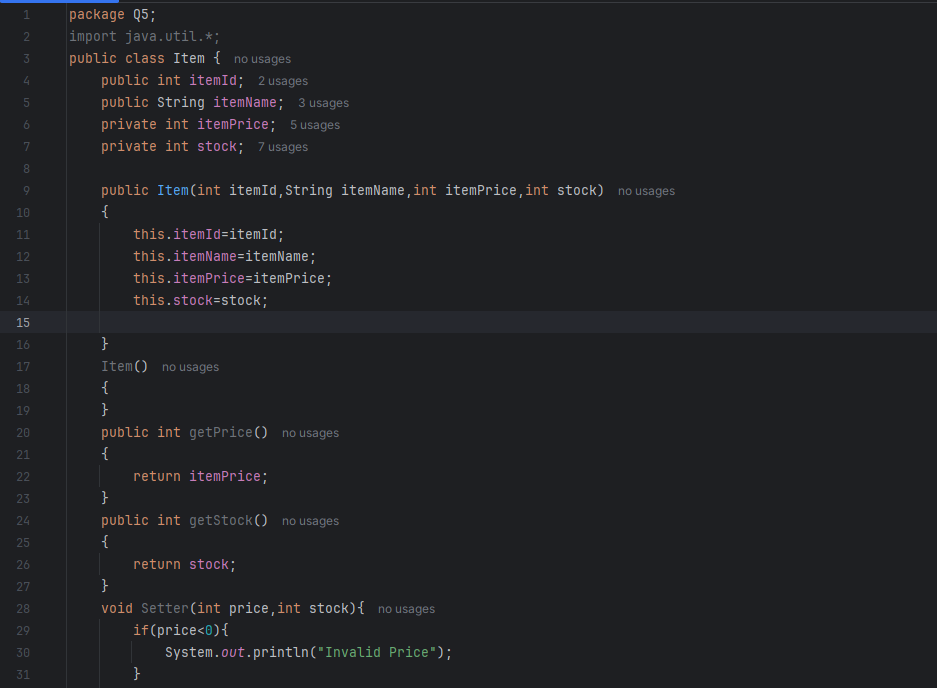 1 package Q5;
2 import java.util.*;
3 public class Item { no usages
4 public int itemId; 2 usages
5 public String itemName; 3 usages
6 private int itemPrice; 5 usages
7 private int stock; 7 usages
8
9 public Item(int itemId,String itemName,int itemPrice,int stock) no usages
10 {
11 this.itemId=itemId;
12 this.itemName=itemName;
13 this.itemPrice=itemPrice;
14 this.stock=stock;
15
16 }
17 Item() no usages
18 {
19 }
20 public int getPrice() no usages
21 {
22 return itemPrice;
23 }
24 public int getStock() no usages
25 {
26 return stock;
27 }
28 void Setter(int price,int stock){ no usages
29 if(price<0){
30 System.out.println("Invalid Price");
31 }